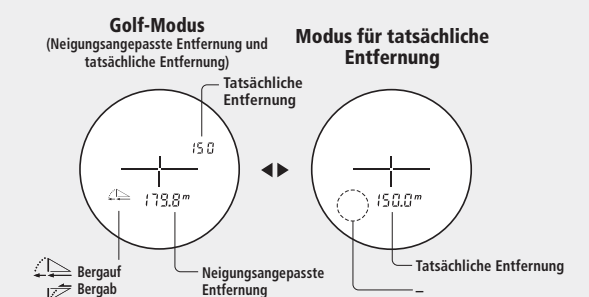 Golf-Modus
(Neigungsangepasste Entfernung und
tatsächliche Entfernung)
Modus für tatsächliche
Entfernung
Tatsächliche
Entfernung
150
179.8m
150.0m
Bergauf
Bergab
Neigungsangepasste
Entfernung
Tatsächliche Entfernung
–